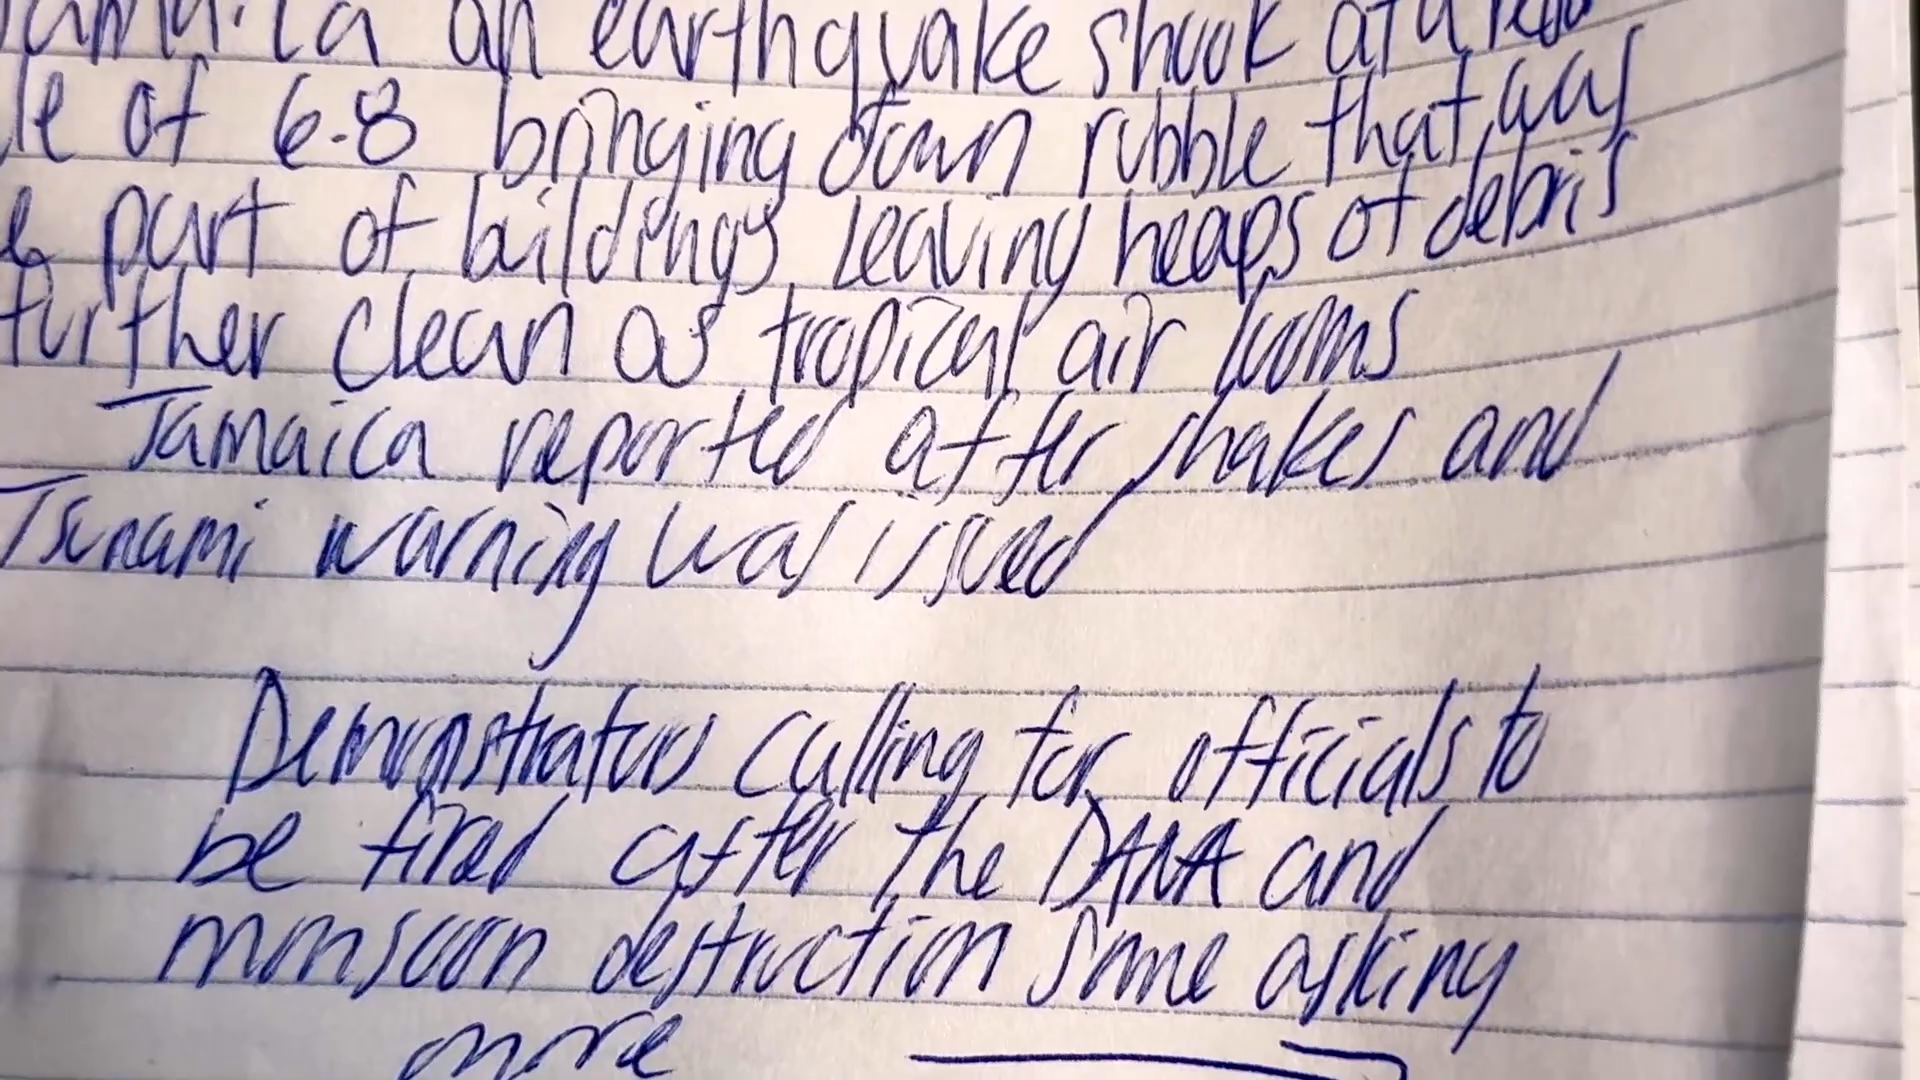 an earthquake shook at a
of 6.8 bringing down rubble that was
part of buildings leaving heaps of debris
further clean as tropical air looms
Jamaica reported after shakes and
Tsunami warning was issued
Demonstrators calling for officials to
be fired after the DANA and
monsoon destruction some asking
more